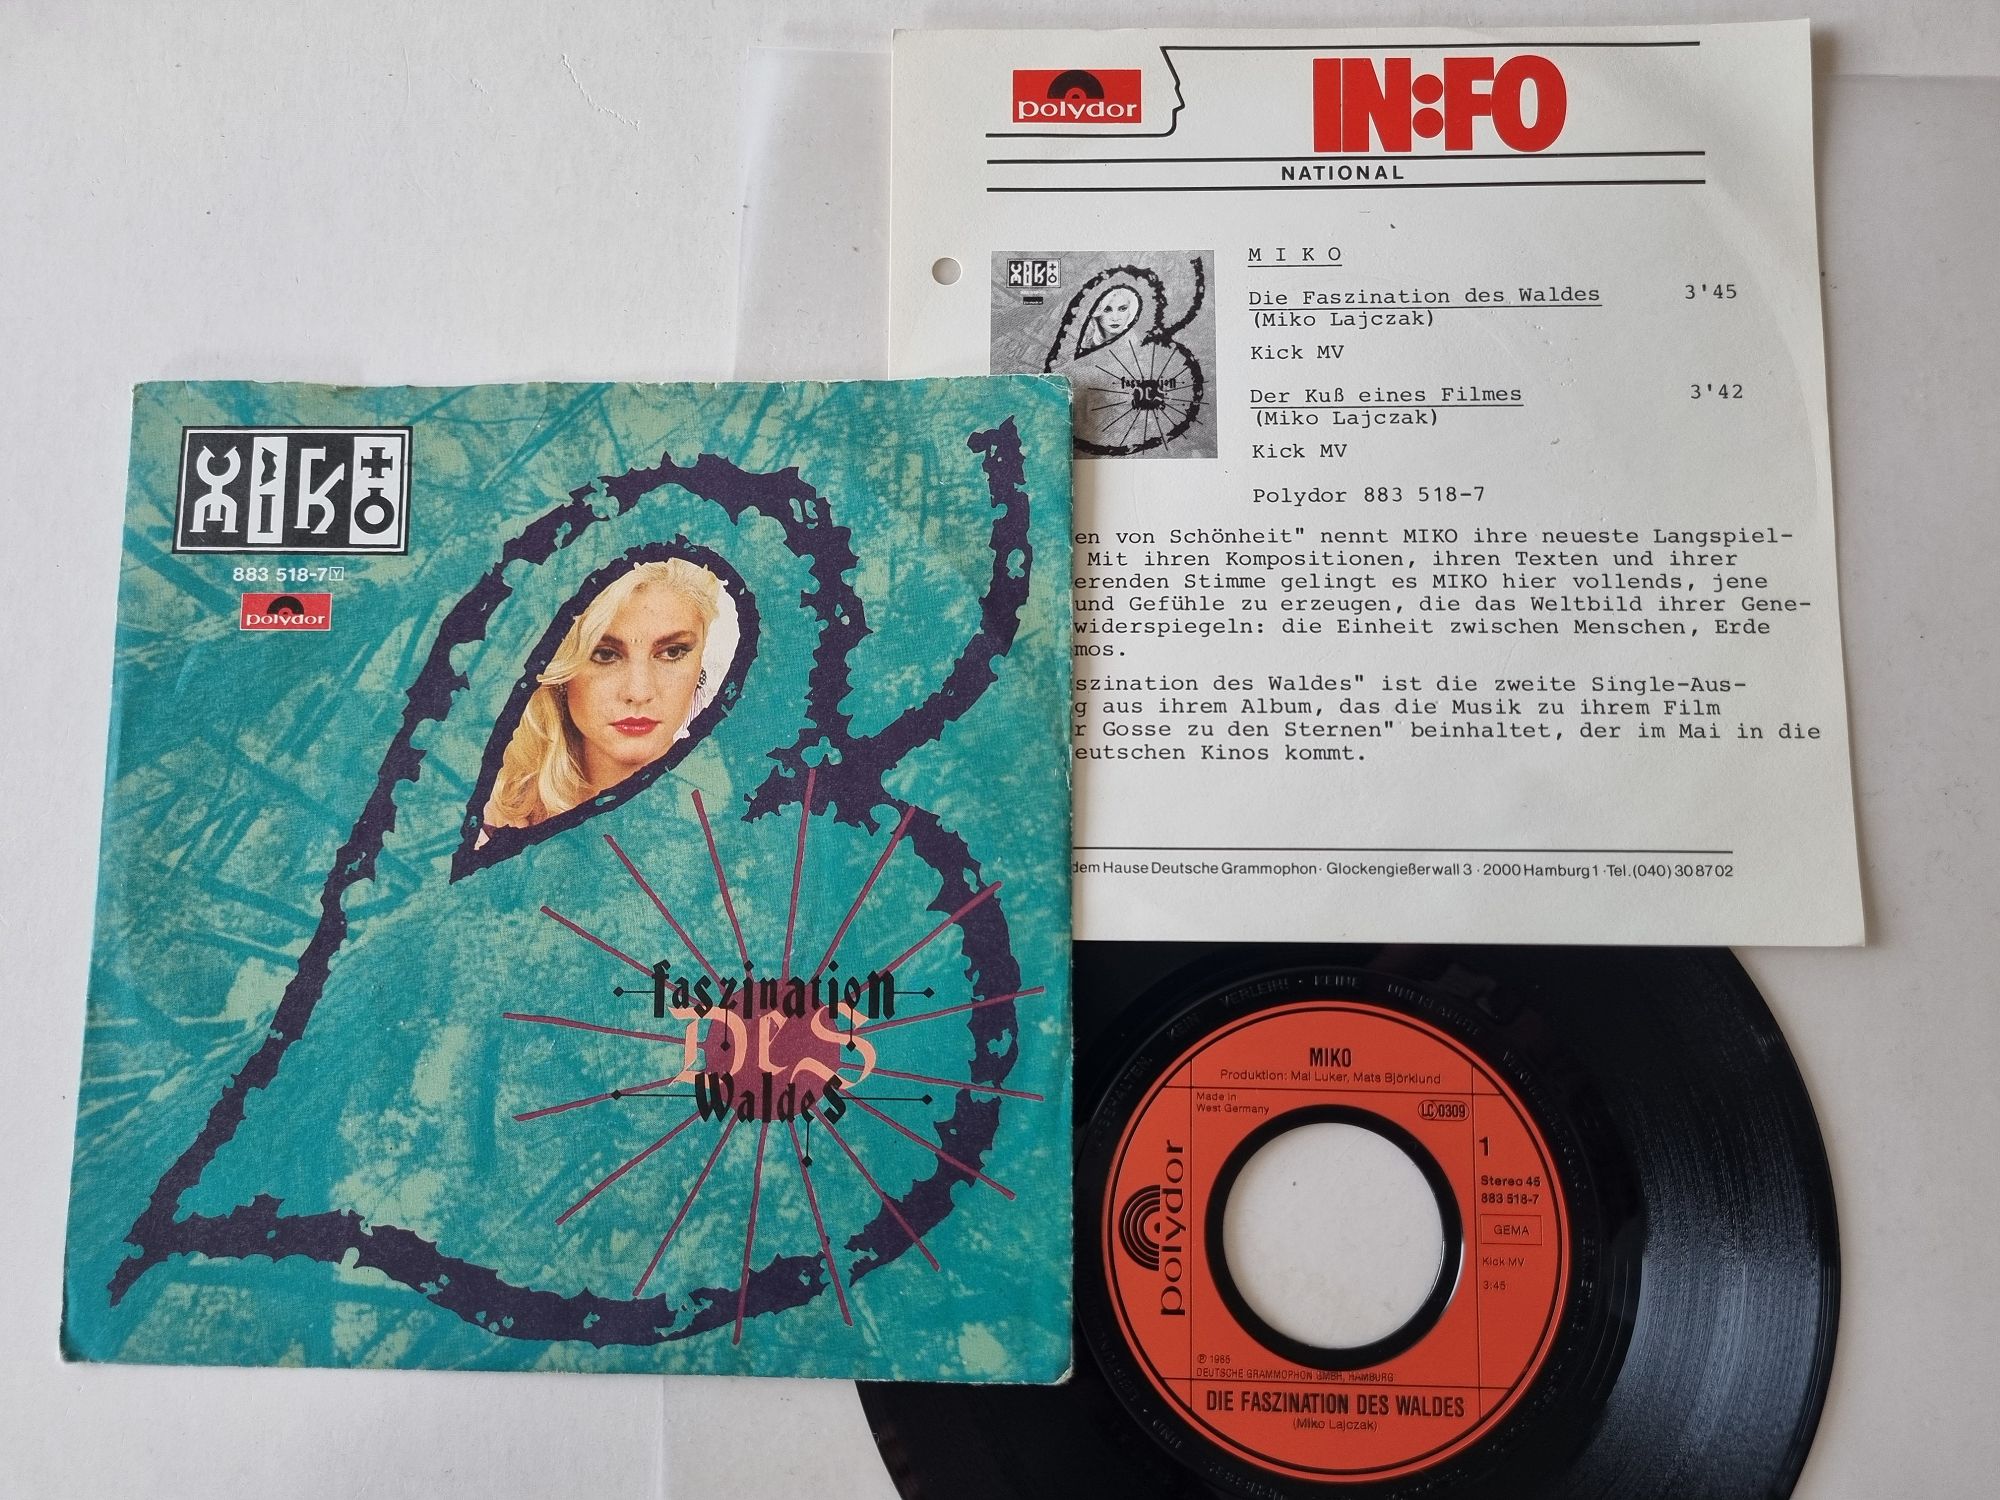 polydor
IN:FO
NATIONAL
MIKO
M I K O
Die Faszination des Waldes 3'45
(Miko Lajczak)
Kick MV
Der Kuß eines Filmes 3'42
(Miko Lajczak)
Kick MV
Polydor 883 518-7
en von Schönheit" nennt MIKO ihre neueste Langspiel-
Mit ihren Kompositionen, ihren Texten und ihrer
erenden Stimme gelingt es MIKO hier vollends, jene
und Gefühle zu erzeugen, die das Weltbild ihrer Gene-
widerspiegeln: die Einheit zwischen Menschen, Erde
mos.
szination des Waldes" ist die zweite Single-Aus-
g aus ihrem Album, das die Musik zu ihrem Film
r Gosse zu den Sternen" beinhaltet, der im Mai in die
eutschen Kinos kommt.
dem Hause Deutsche Grammophon · Glockengießerwall 3 · 2000 Hamburg 1 · Tel. (040) 30 87 02
faszination
DES
Waldes
MIKO
883 518-7 Y
polydor
faszination
DeS
WaldeS
MIKO
Produktion: Mal Luker, Mats Björklund
Made in
West Germany
LC 0309
polydor
1
Stereo 45
883 518-7
GEMA
Kick MV
3:45
℗ 1985
DEUTSCHE GRAMMOPHON GMBH, HAMBURG
DIE FASZINATION DES WALDES
(Miko Lajczak)